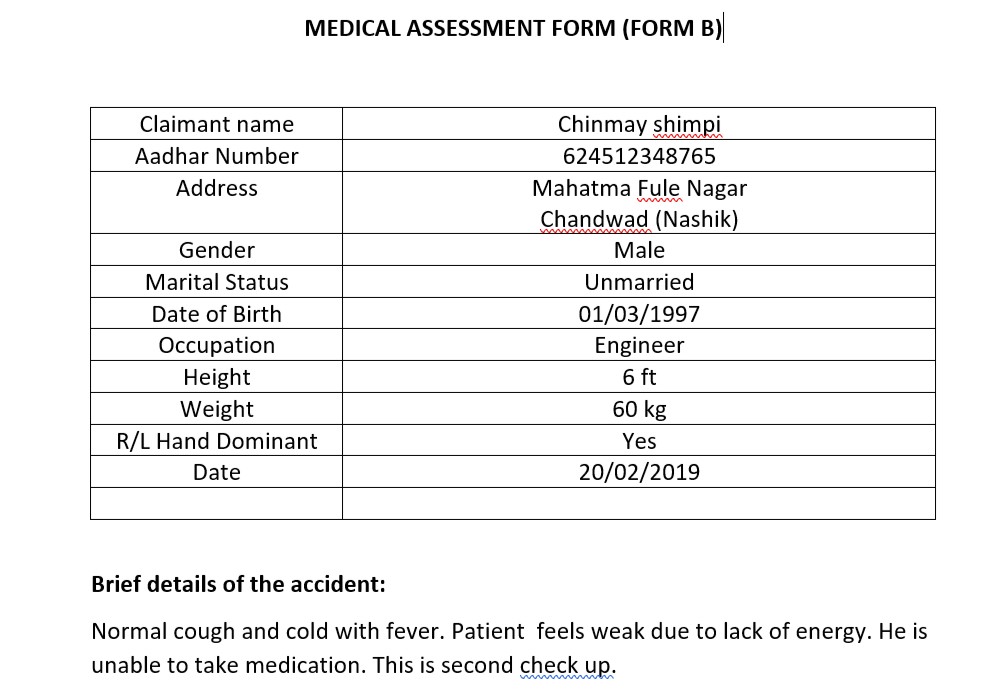 MEDICAL ASSESSMENT FORM (FORM B)
Claimant name Chinmay shimpi
Aadhar Number 624512348765
Address Mahatma Fule Nagar
Chandwad (Nashik)
Gender Male
Marital Status Unmarried
Date of Birth 01/03/1997
Occupation Engineer
Height 6 ft
Weight 60 kg
R/L Hand Dominant Yes
Date 20/02/2019
Brief details of the accident:
Normal cough and cold with fever. Patient  feels weak due to lack of energy. He is
unable to take medication. This is second check up.